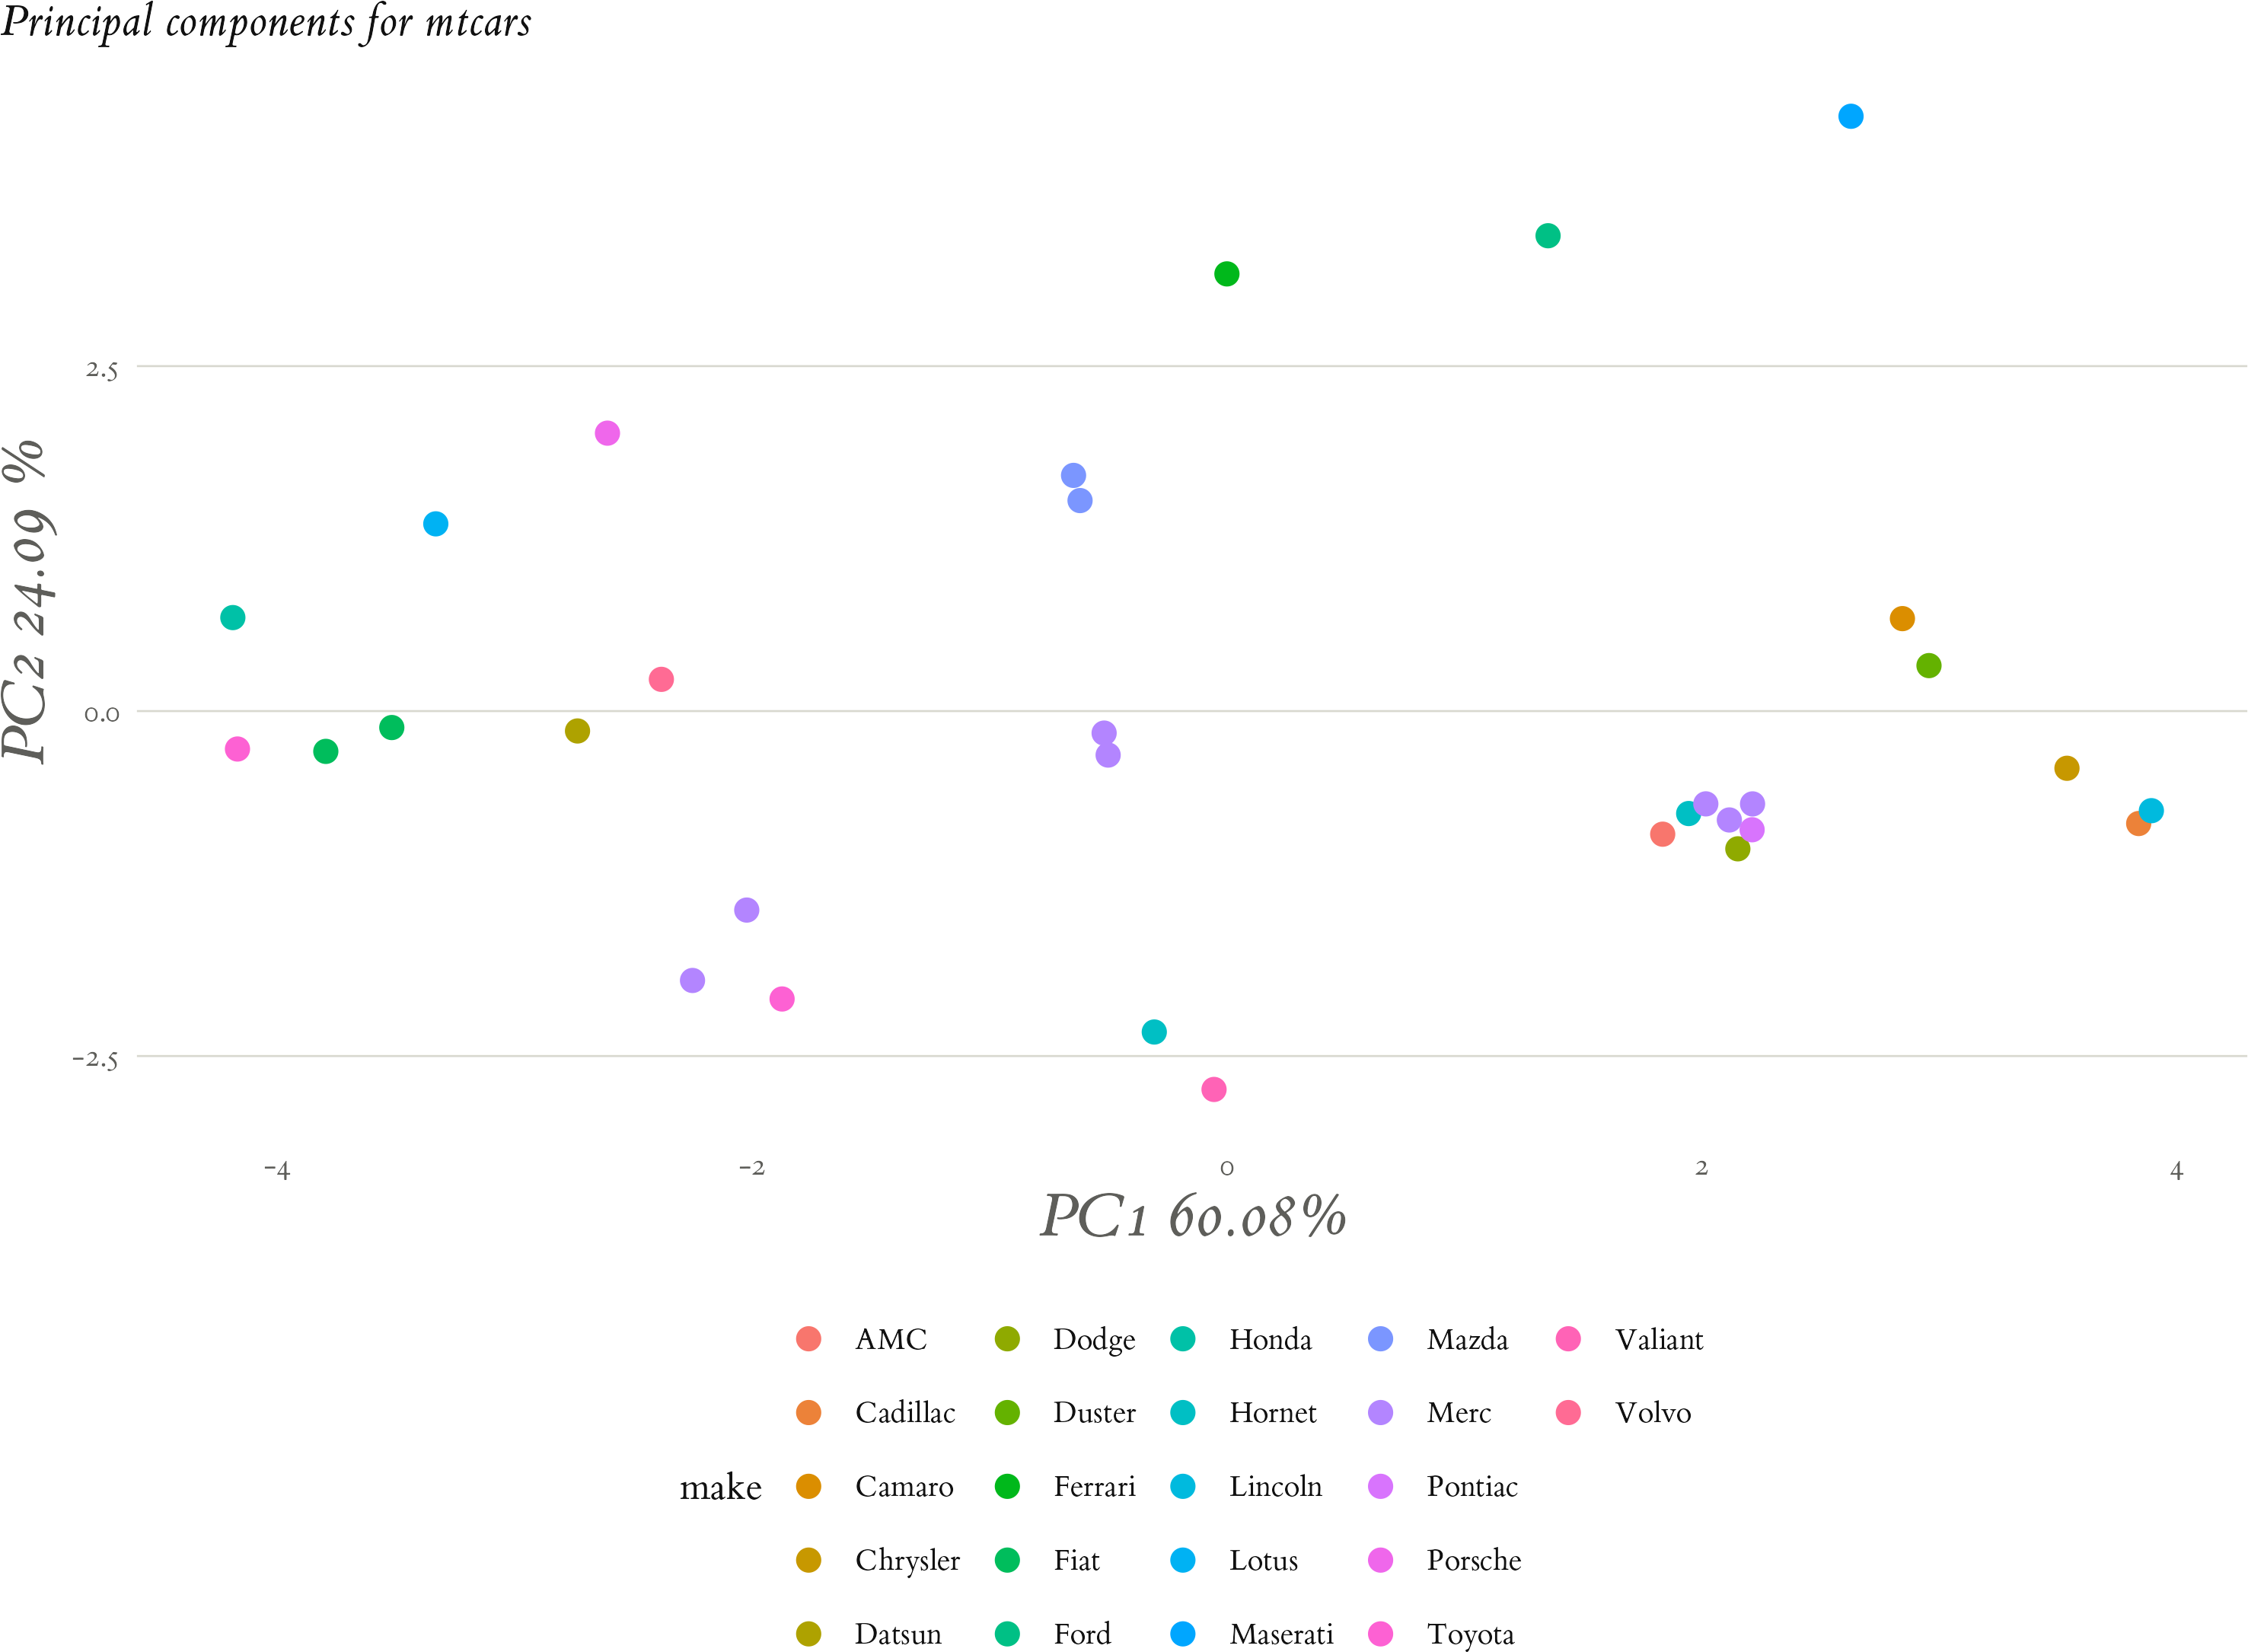 Principal components for mtcars
2.5
0.0
-2.5
PC2 24.09 %
-4 -2 0 2 4
PC1 60.08%
make
AMC Dodge Honda Mazda Valiant
Cadillac Duster Hornet Merc Volvo
Camaro Ferrari Lincoln Pontiac
Chrysler Fiat Lotus Porsche
Datsun Ford Maserati Toyota